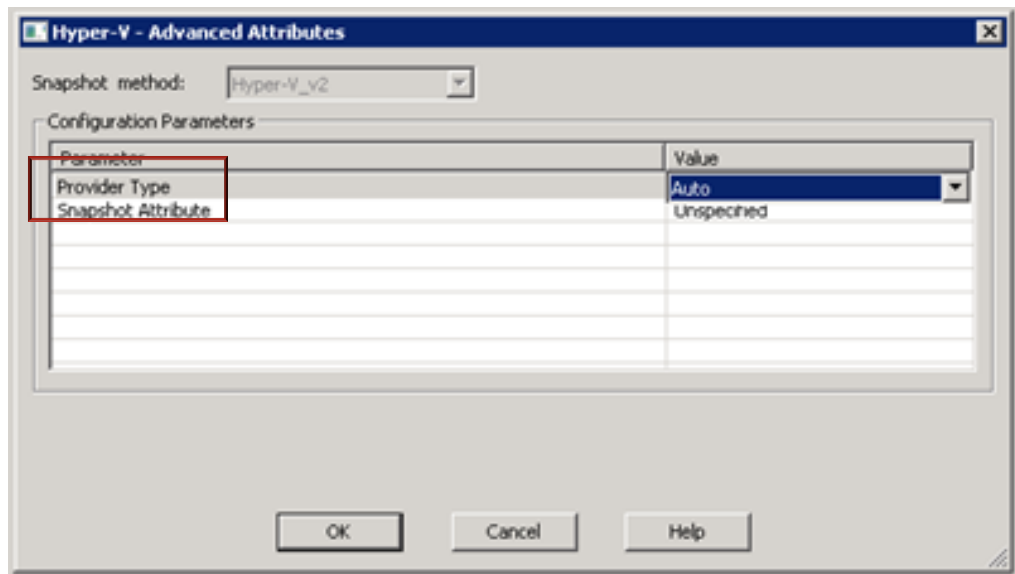 Hyper-V - Advanced Attributes
Snapshot method: Hyper-V_v2
Configuration Parameters
Parameter Value
Provider Type Auto
Snapshot Attribute Unspecified
OK Cancel Help